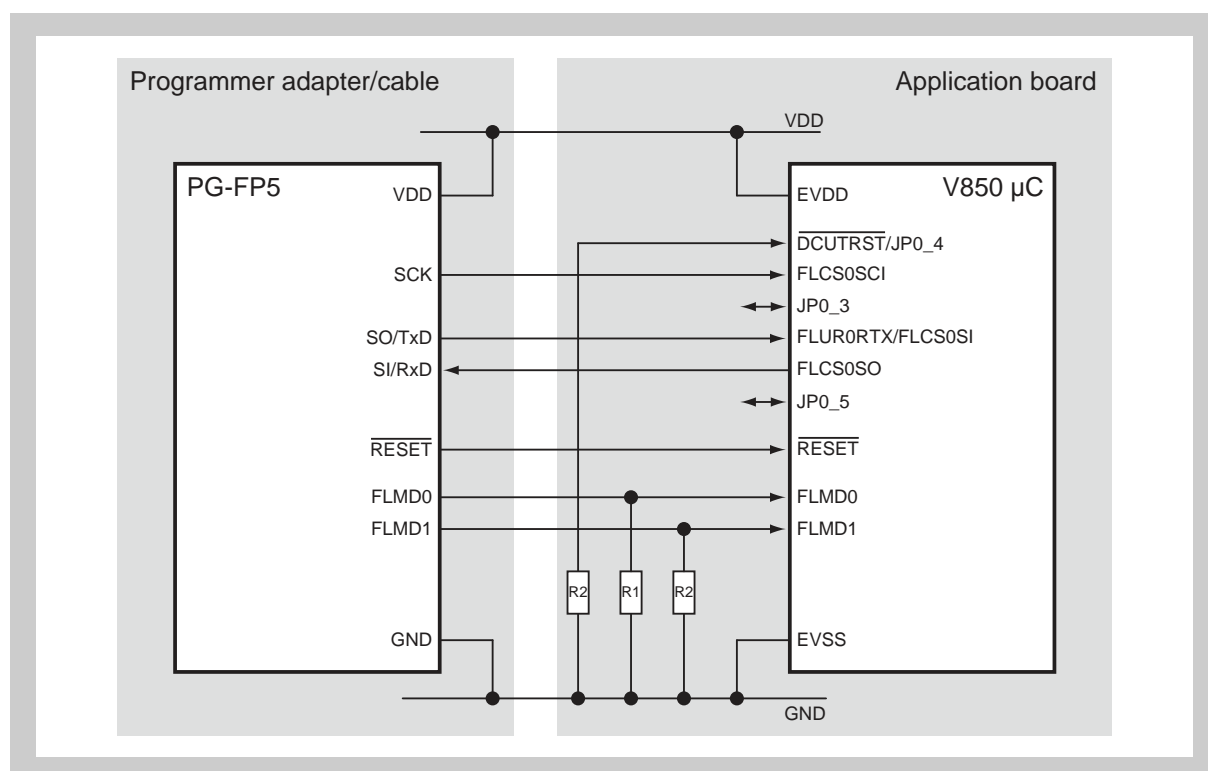 Programmer adapter/cable
Application board
VDD
PG-FP5
VDD
SCK
SO/TxD
SI/RxD
RESET
FLMD0
FLMD1
GND
V850 µC
EVDD
DCUTRST/JP0_4
FLCS0SCI
JP0_3
FLUR0RTX/FLCS0SI
FLCS0SO
JP0_5
RESET
FLMD0
FLMD1
EVSS
R2
R1
R2
GND